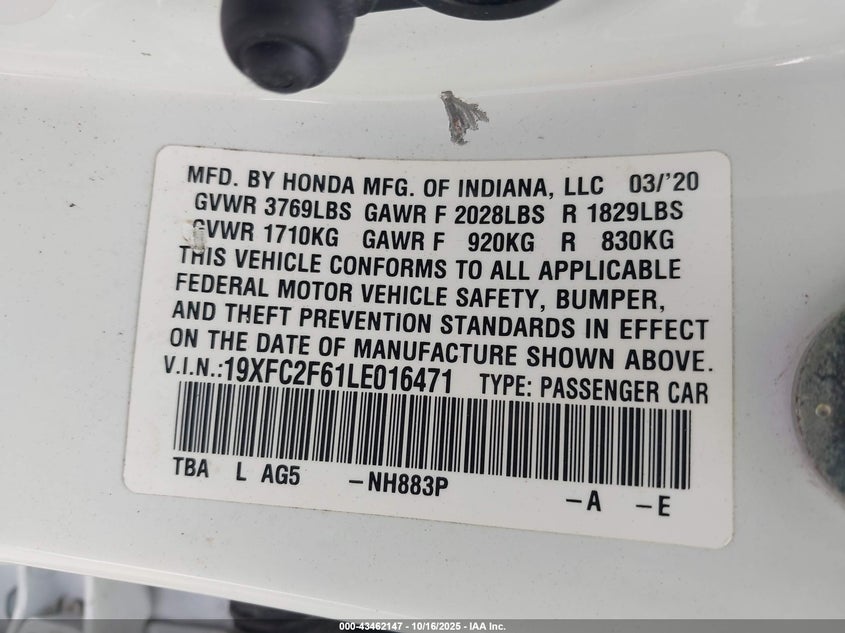 MFD. BY HONDA MFG. OF INDIANA, LLC 03/'20
GVWR 3769LBS GAWR F 2028LBS R 1829LBS
GVWR 1710KG GAWR F 920KG R 830KG
THIS VEHICLE CONFORMS TO ALL APPLICABLE
FEDERAL MOTOR VEHICLE SAFETY, BUMPER,
AND THEFT PREVENTION STANDARDS IN EFFECT
ON THE DATE OF MANUFACTURE SHOWN ABOVE.
V.I.N.:19XFC2F61LE016471 TYPE: PASSENGER CAR
TBA L AG5 -NH883P -A -E
000-43462147 - 10/16/2025 - IAA Inc.